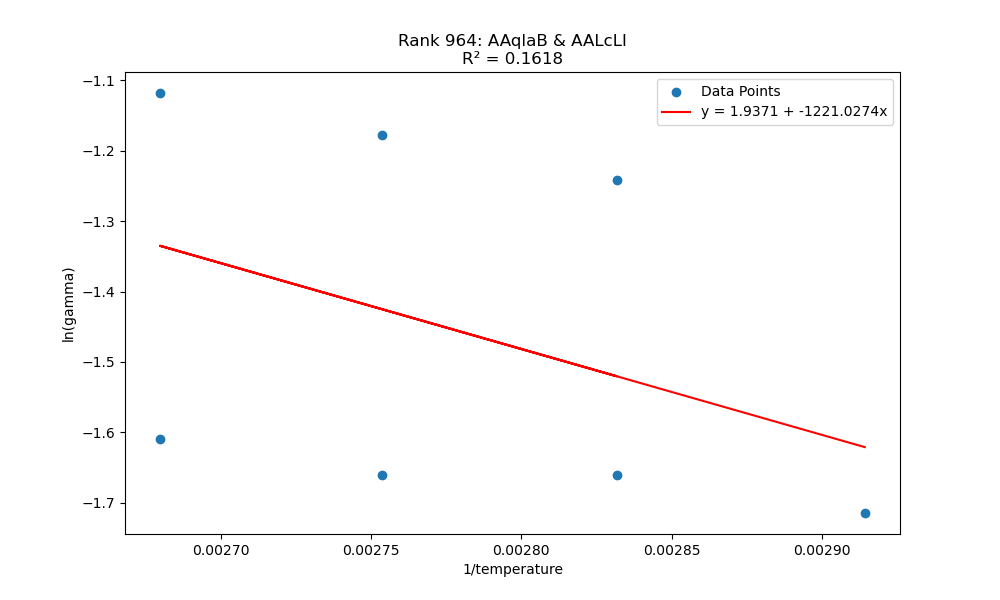 Rank 964: AAqlaB & AALcLI
R² = 0.1618
Data Points
y = 1.9371 + -1221.0274x
ln(gamma)
−1.1
−1.2
−1.3
−1.4
−1.5
−1.6
−1.7
0.00270
0.00275
0.00280
0.00285
0.00290
1/temperature